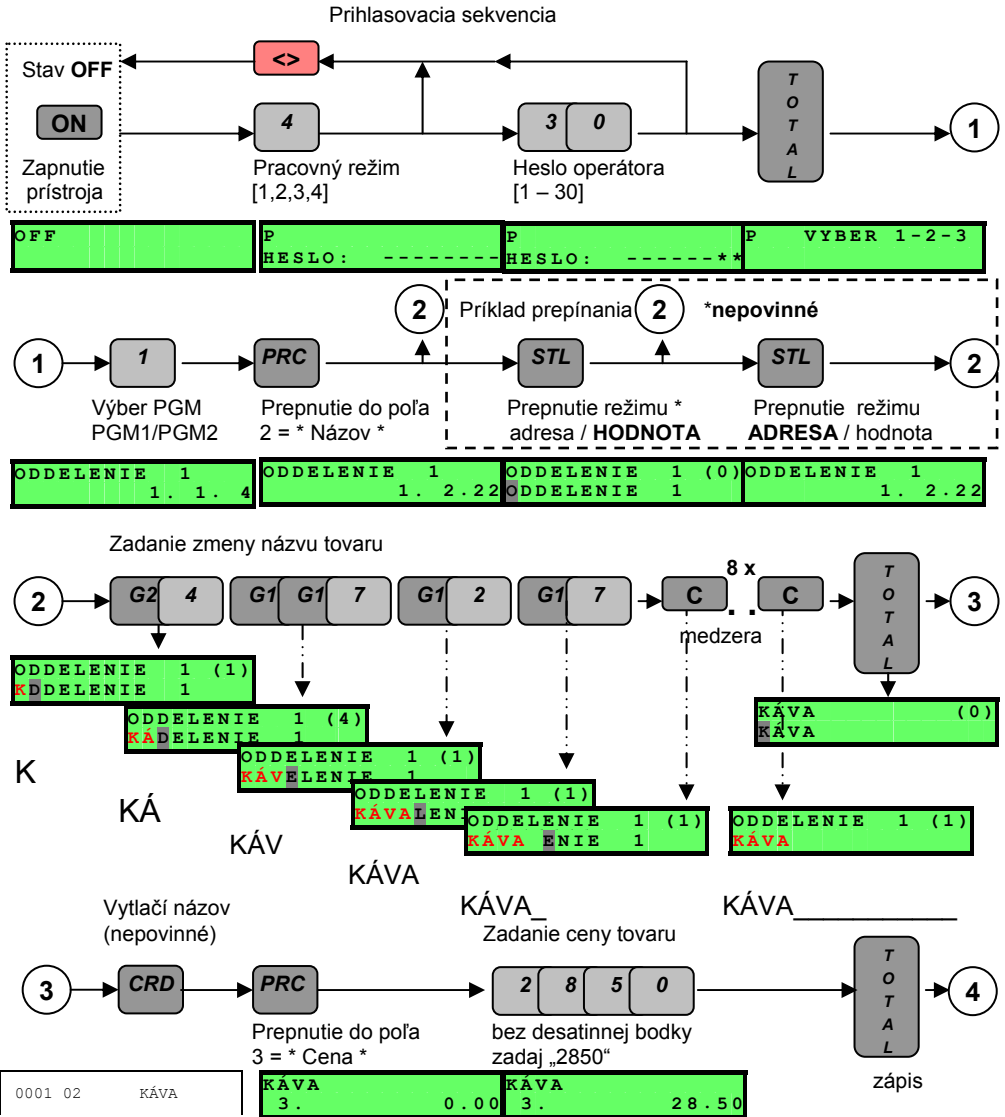 Prihlasovacia sekvencia
Stav OFF
<>
ON
4
3 0
TOTAL
1
Zapnutie
prístroja
Pracovný režim
[1,2,3,4]
Heslo operátora
[1 – 30]
OFF
P
HESLO: --------
P
HESLO: ------**
P VYBER 1-2-3
2
Príklad prepínania
2
*nepovinné
1
1
PRC
STL
STL
2
Výber PGM
PGM1/PGM2
Prepnutie do poľa
2 = * Názov *
Prepnutie režimu *
adresa / HODNOTA
Prepnutie režimu
ADRESA / hodnota
ODDELENIE 1
1. 1. 4
ODDELENIE 1
1. 2.22
ODDELENIE 1 (0)
ODDELENIE 1
ODDELENIE 1
1. 2.22
Zadanie zmeny názvu tovaru
2
G2 4
G1 G1 7
G1 2
G1 7
C
8 x
. .
C
medzera
TOTAL
3
ODDELENIE 1 (1)
KDDELENIE 1
ODDELENIE 1 (4)
KÁDELENIE 1
ODDELENIE 1 (1)
KÁVELENIE 1
ODDELENIE 1 (1)
KÁVALENI
ODDELENIE 1 (1)
KÁVA ENIE 1
ODDELENIE 1 (1)
KÁVA
KÁVA (0)
KÁVA
K
KÁ
KÁV
KÁVA
KÁVA_
KÁVA____________
Vytlačí názov
(nepovinné)
Zadanie ceny tovaru
3
CRD
PRC
2 8 5 0
TOTAL
4
Prepnutie do poľa
3 = * Cena *
bez desatinnej bodky
zadaj „2850“
zápis
0001 02 KÁVA
KÁVA
3. 0.00
KÁVA
3. 28.50